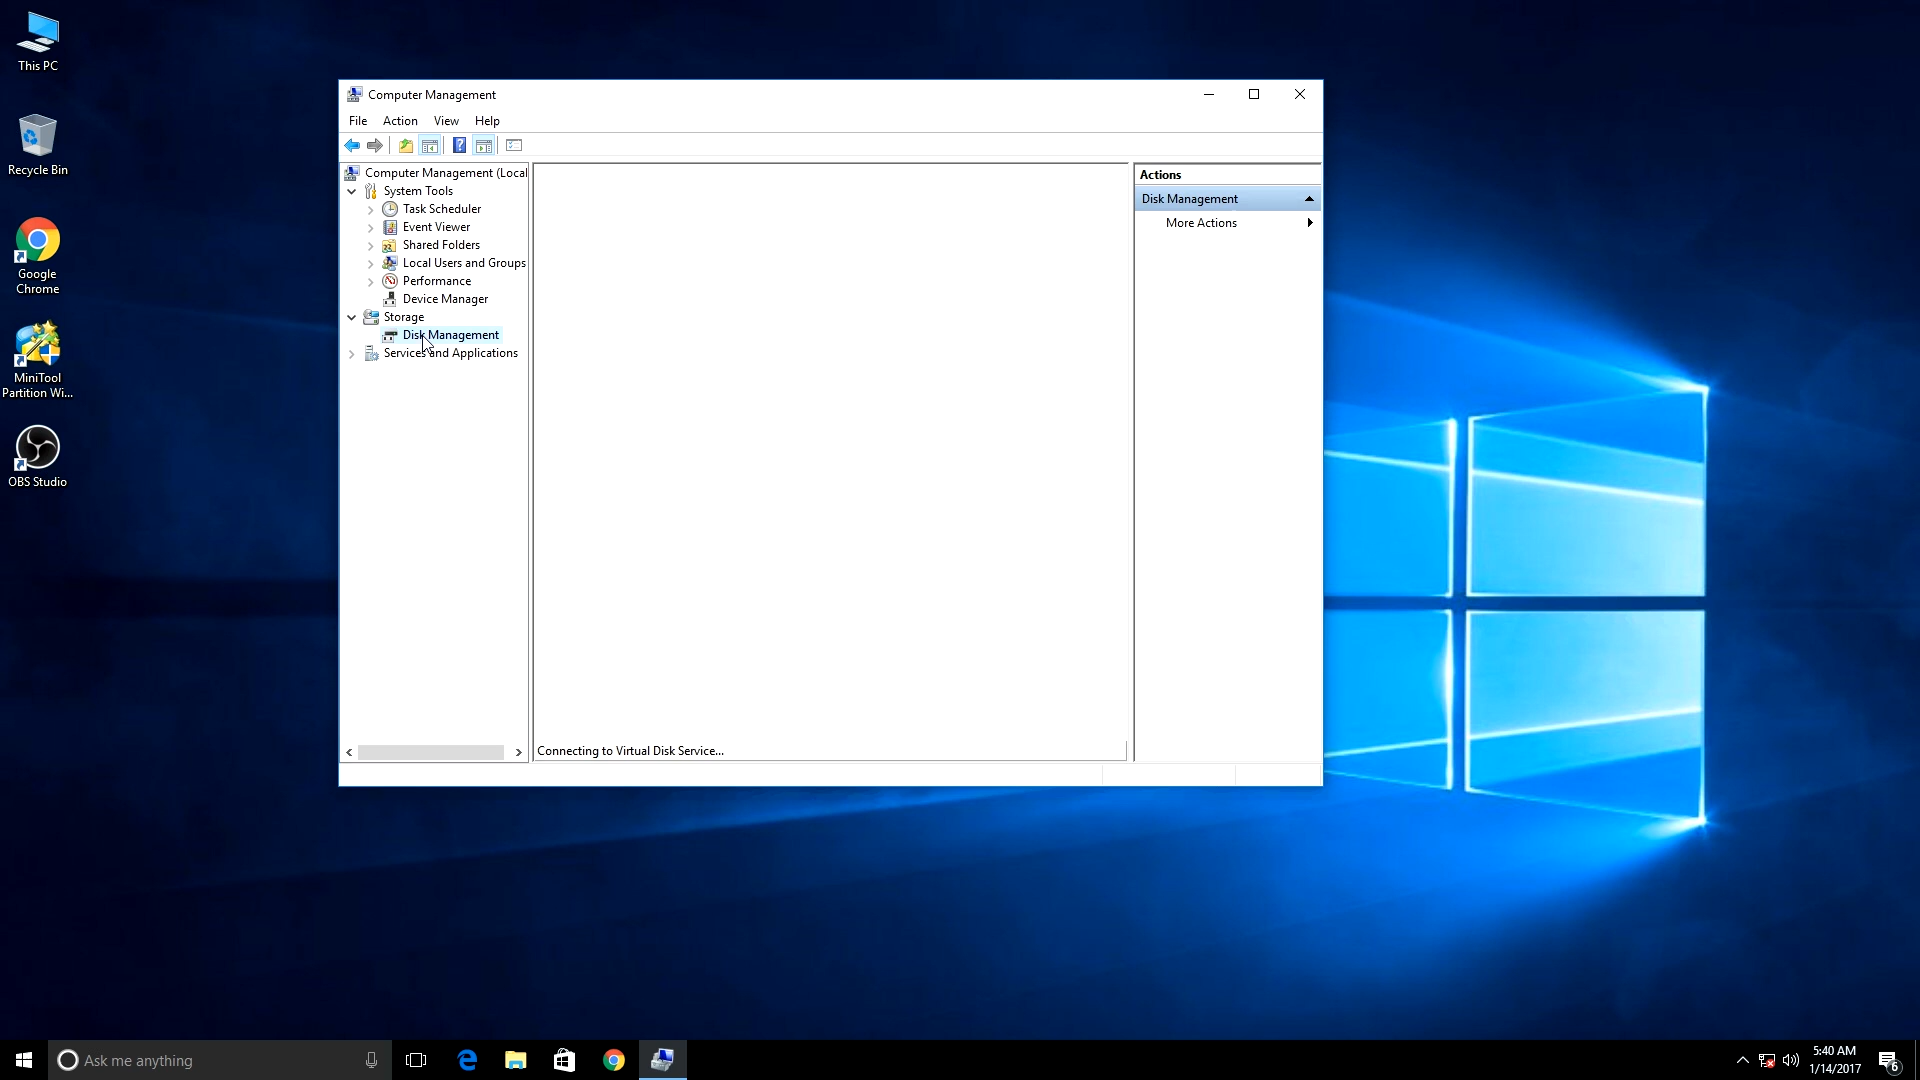 This PC
Recycle Bin
Google
Chrome
MiniTool
Partition Wi...
OBS Studio
Computer Management
File Action View Help
Computer Management (Local
System Tools
Task Scheduler
Event Viewer
Shared Folders
Local Users and Groups
Performance
Device Manager
Storage
Disk Management
Services and Applications
Connecting to Virtual Disk Service...
Actions
Disk Management
More Actions
Ask me anything
5:40 AM
1/14/2017
6